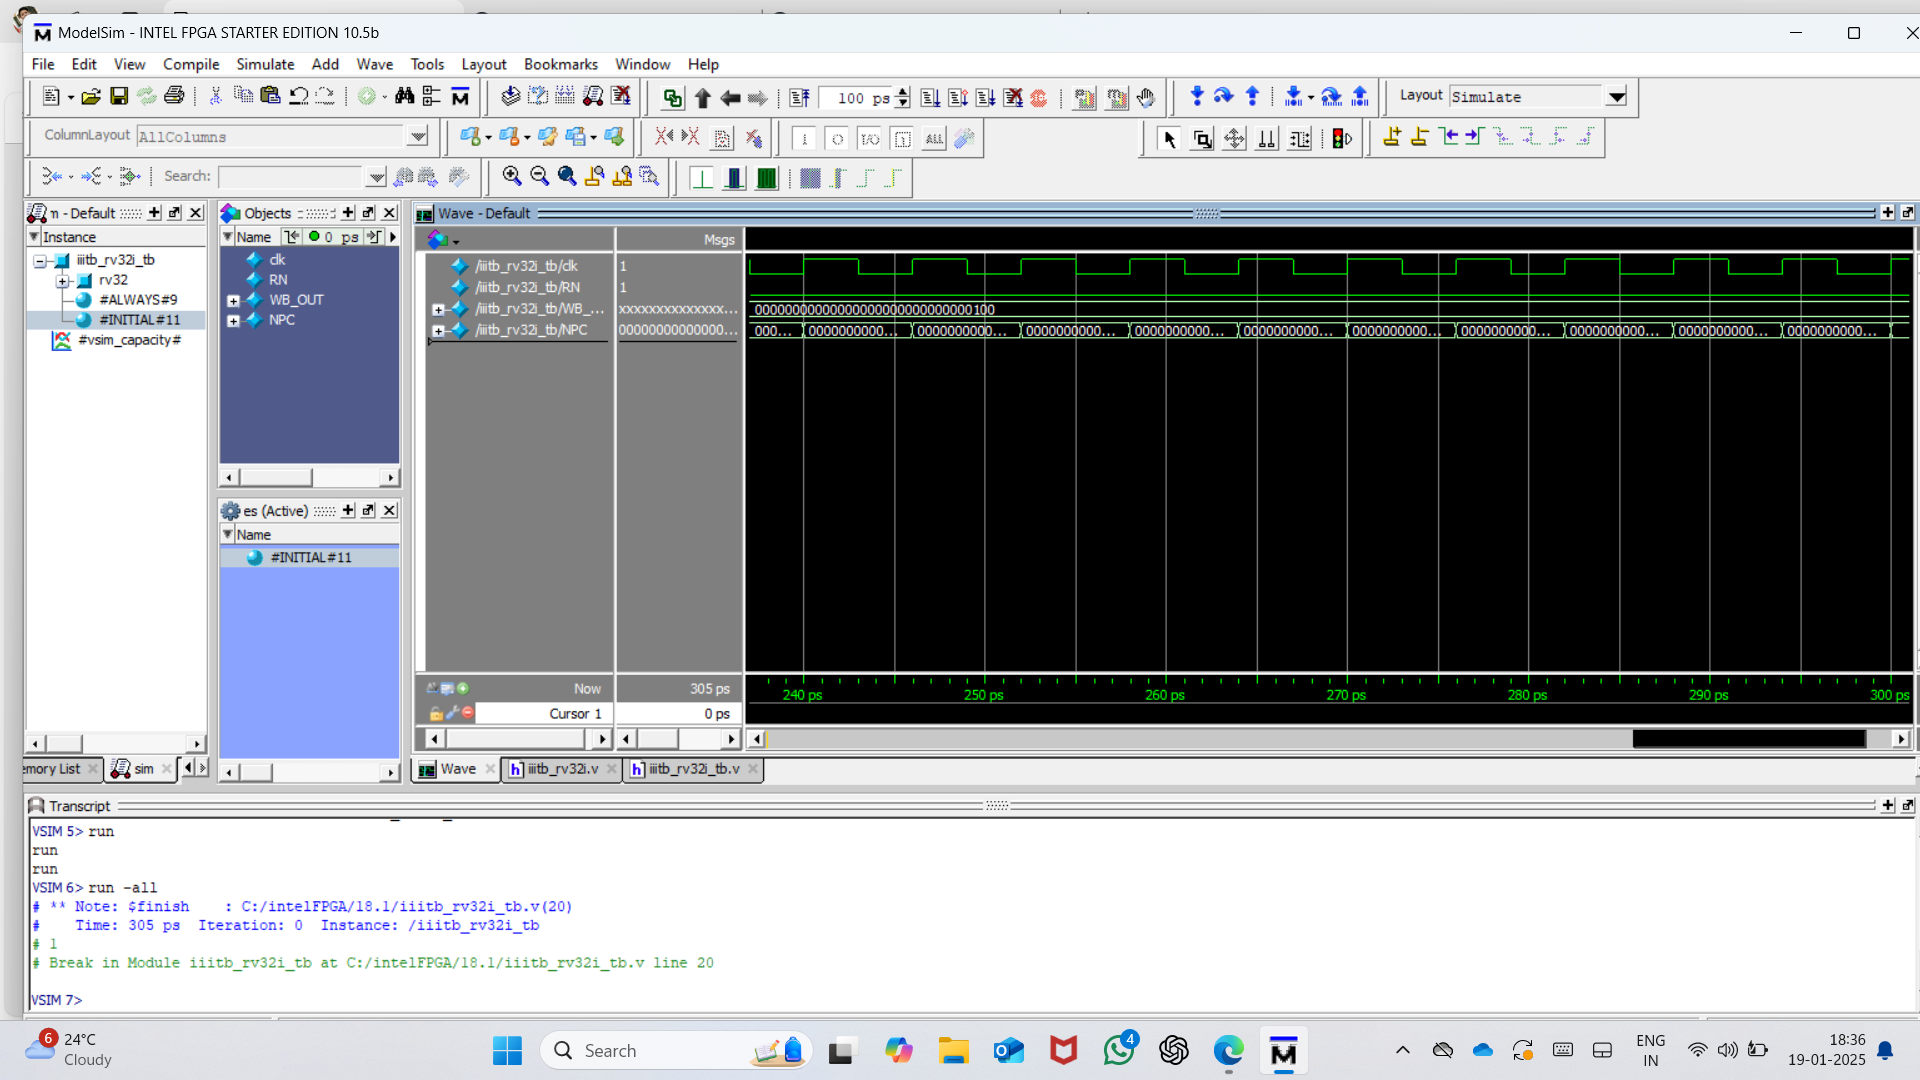 ModelSim - INTEL FPGA STARTER EDITION 10.5b
File Edit View Compile Simulate Add Wave Tools Layout Bookmarks Window Help
100 ps
Layout Simulate
ColumnLayout AllColumns
Search:
n - Default
Instance
iiitb_rv32i_tb
rv32
#ALWAYS#9
#INITIAL#11
#vsim_capacity#
Objects
Name 0 ps
clk
RN
WB_OUT
NPC
es (Active)
Name
#INITIAL#11
Wave - Default
Msgs
/iiitb_rv32i_tb/clk 1
/iiitb_rv32i_tb/RN 1
/iiitb_rv32i_tb/WB_... xxxxxxxxxxxxxx... 00000000000000000000000000000100
/iiitb_rv32i_tb/NPC 00000000000000... 000... 0000000000... 0000000000... 0000000000... 0000000000... 0000000000... 0000000000... 0000000000... 0000000000... 0000000000... 0000000000...
Now 305 ps
Cursor 1 0 ps
240 ps 250 ps 260 ps 270 ps 280 ps 290 ps 300 ps
emory List sim
Wave iiitb_rv32i.v iiitb_rv32i_tb.v
Transcript
VSIM 5> run
run
run
VSIM 6> run -all
# ** Note: $finish : C:/intelFPGA/18.1/iiitb_rv32i_tb.v(20)
# Time: 305 ps Iteration: 0 Instance: /iiitb_rv32i_tb
# 1
# Break in Module iiitb_rv32i_tb at C:/intelFPGA/18.1/iiitb_rv32i_tb.v line 20
VSIM 7>
6
24°C
Cloudy
Search
4
ENG
IN
18:36
19-01-2025